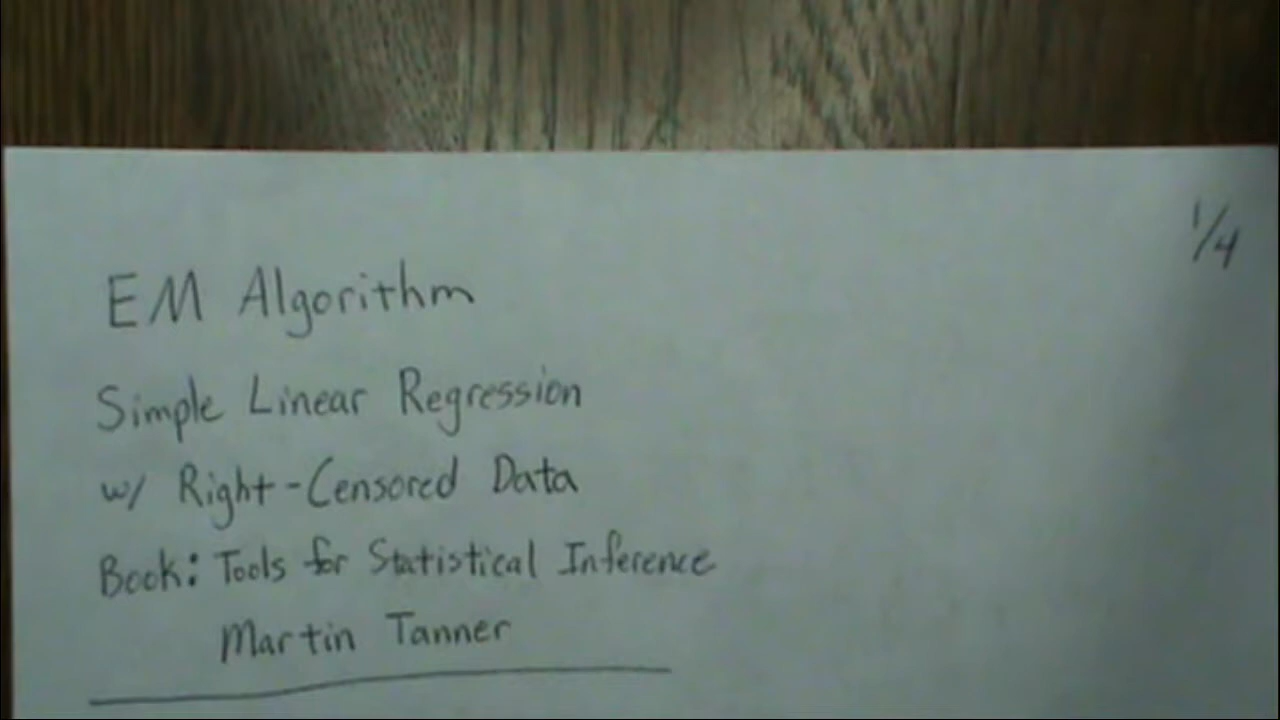 1/4
EM Algorithm
Simple Linear Regression
w/ Right-Censored Data
Book: Tools for Statistical Inference
Martin Tanner